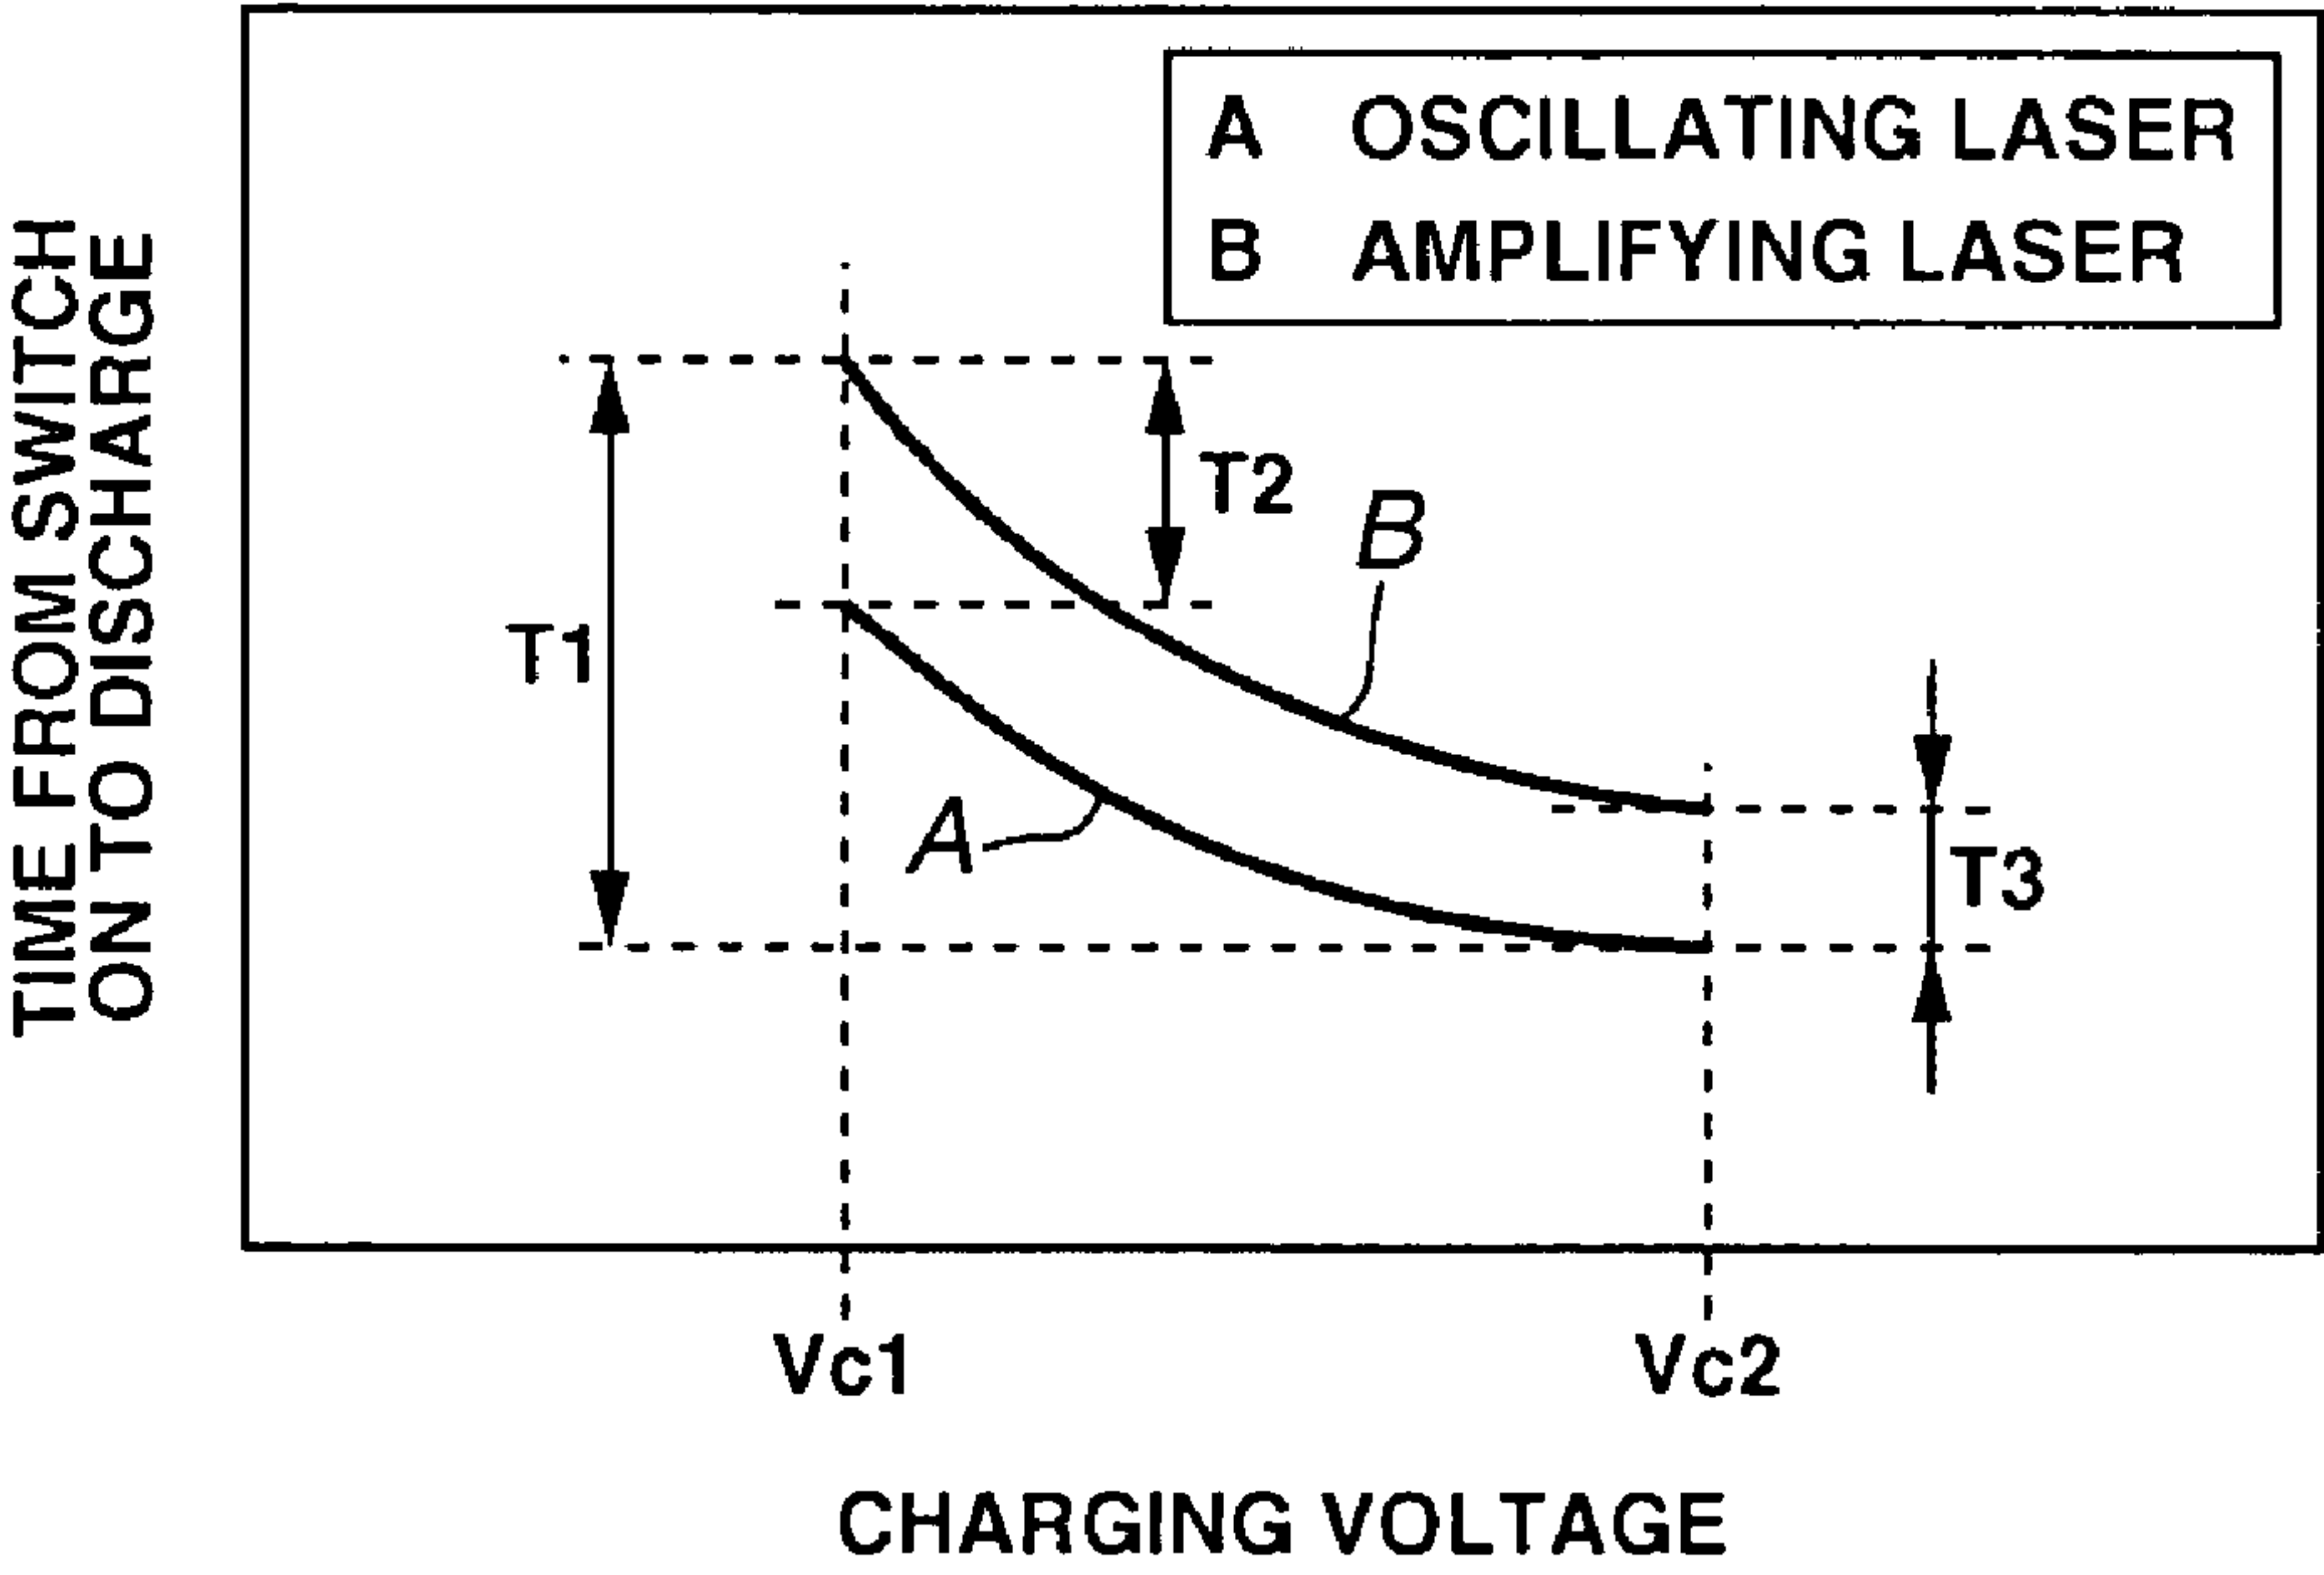 TIME FROM SWITCH
ON TO DISCHARGE
A OSCILLATING LASER
B AMPLIFYING LASER
T2
B
T1
A
T3
Vc1
Vc2
CHARGING VOLTAGE